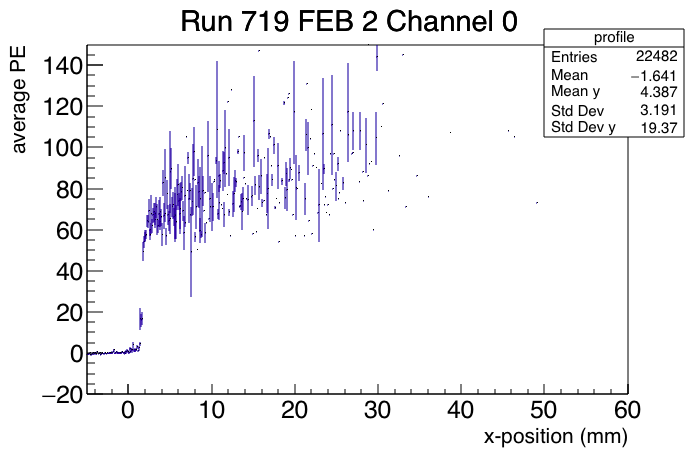 Run 719 FEB 2 Channel 0
profile
Entries 22482
Mean −1.641
Mean y 4.387
Std Dev 3.191
Std Dev y 19.37
average PE
140
120
100
80
60
40
20
0
−20
0 10 20 30 40 50 60
x-position (mm)